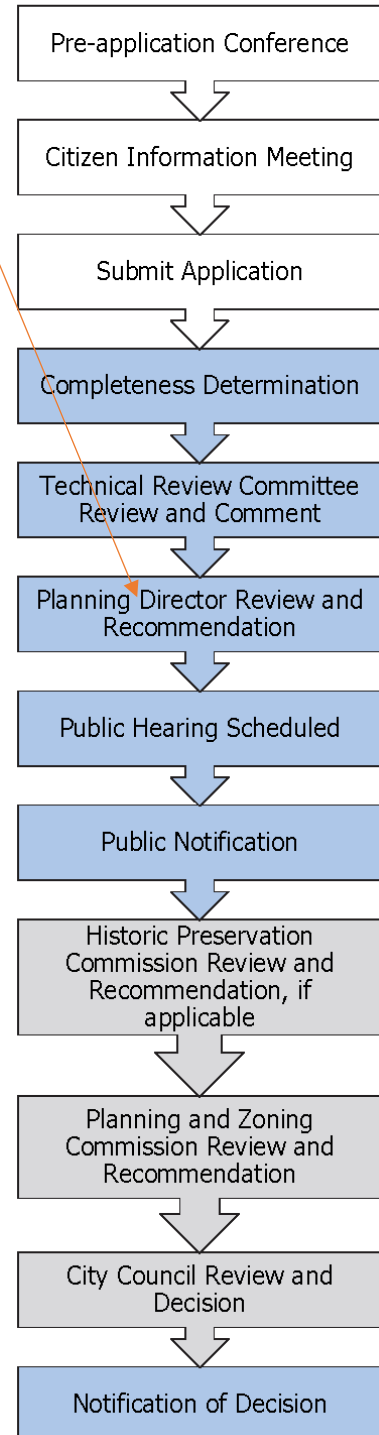 Pre-application Conference
Citizen Information Meeting
Submit Application
Completeness Determination
Technical Review Committee
Review and Comment
Planning Director Review and
Recommendation
Public Hearing Scheduled
Public Notification
Historic Preservation
Commission Review and
Recommendation, if
applicable
Planning and Zoning
Commission Review and
Recommendation
City Council Review and
Decision
Notification of Decision